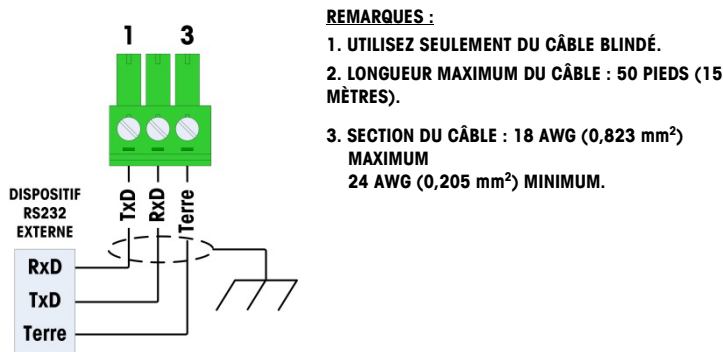 1 3
TxD
RxD
Terre
DISPOSITIF
RS232
EXTERNE
RxD
TxD
Terre
REMARQUES :
1. UTILISEZ SEULEMENT DU CÂBLE BLINDÉ.
2. LONGUEUR MAXIMUM DU CÂBLE : 50 PIEDS (15
MÈTRES).
3. SECTION DU CÂBLE : 18 AWG (0,823 mm²)
MAXIMUM
24 AWG (0,205 mm²) MINIMUM.